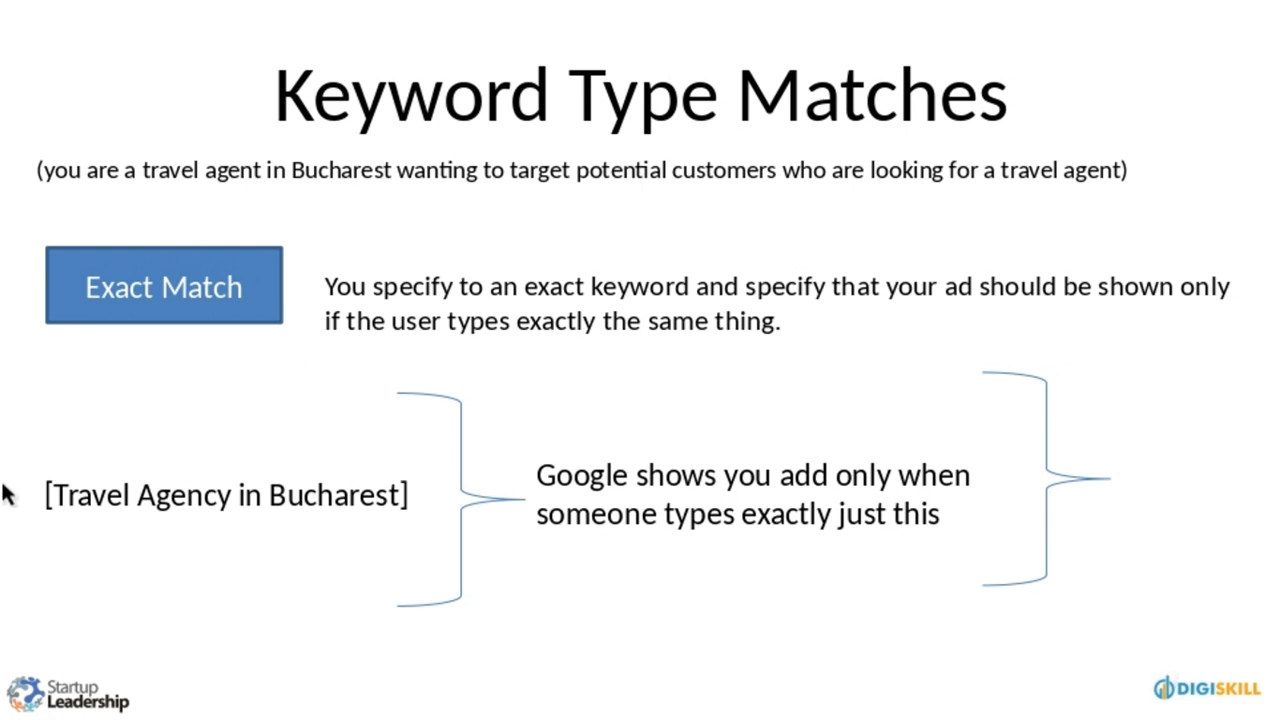 Keyword Type Matches
(you are a travel agent in Bucharest wanting to target potential customers who are looking for a travel agent)
Exact Match
You specify to an exact keyword and specify that your ad should be shown only
if the user types exactly the same thing.
[Travel Agency in Bucharest]
Google shows you add only when
someone types exactly just this
Startup
Leadership
DIGISKILL